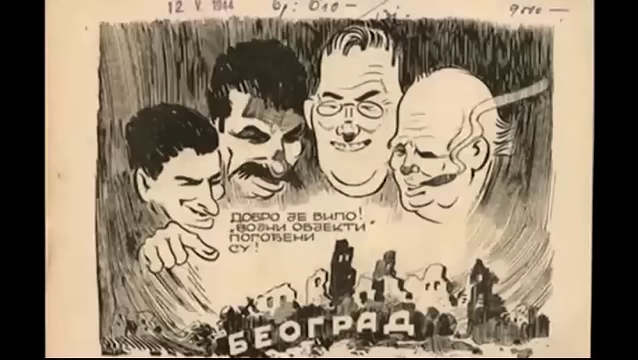 12 V 1944
ДОБРО ЈЕ БИЛО!
„ВОЈНИ ОБЈЕКТИ"
ПОГОЂЕНИ
СУ!
БЕОГРАД